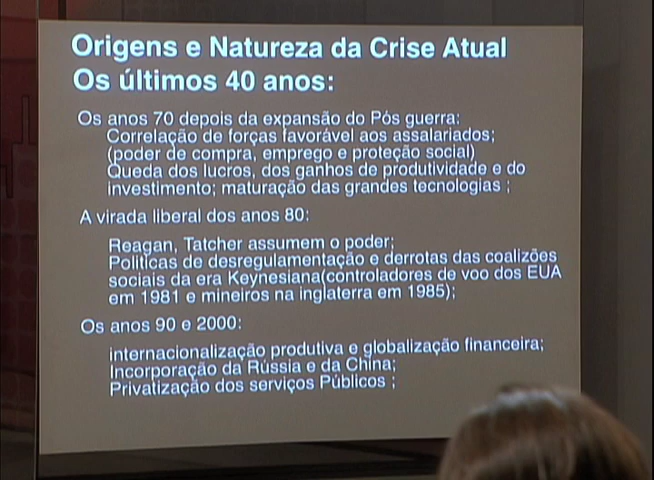 Origens e Natureza da Crise Atual
Os últimos 40 anos:
Os anos 70 depois da expansão do Pós guerra:
Correlação de forças favorável aos assalariados;
(poder de compra, emprego e proteção social)
Queda dos lucros, dos ganhos de produtividade e do
investimento; maturação das grandes tecnologias ;
A virada liberal dos anos 80:
Reagan, Tatcher assumem o poder;
Politicas de desregulamentação e derrotas das coalizões
sociais da era Keynesiana(controladores de voo dos EUA
em 1981 e mineiros na inglaterra em 1985);
Os anos 90 e 2000:
internacionalização produtiva e globalização financeira;
Incorporação da Rússia e da China;
Privatização dos serviços Públicos ;